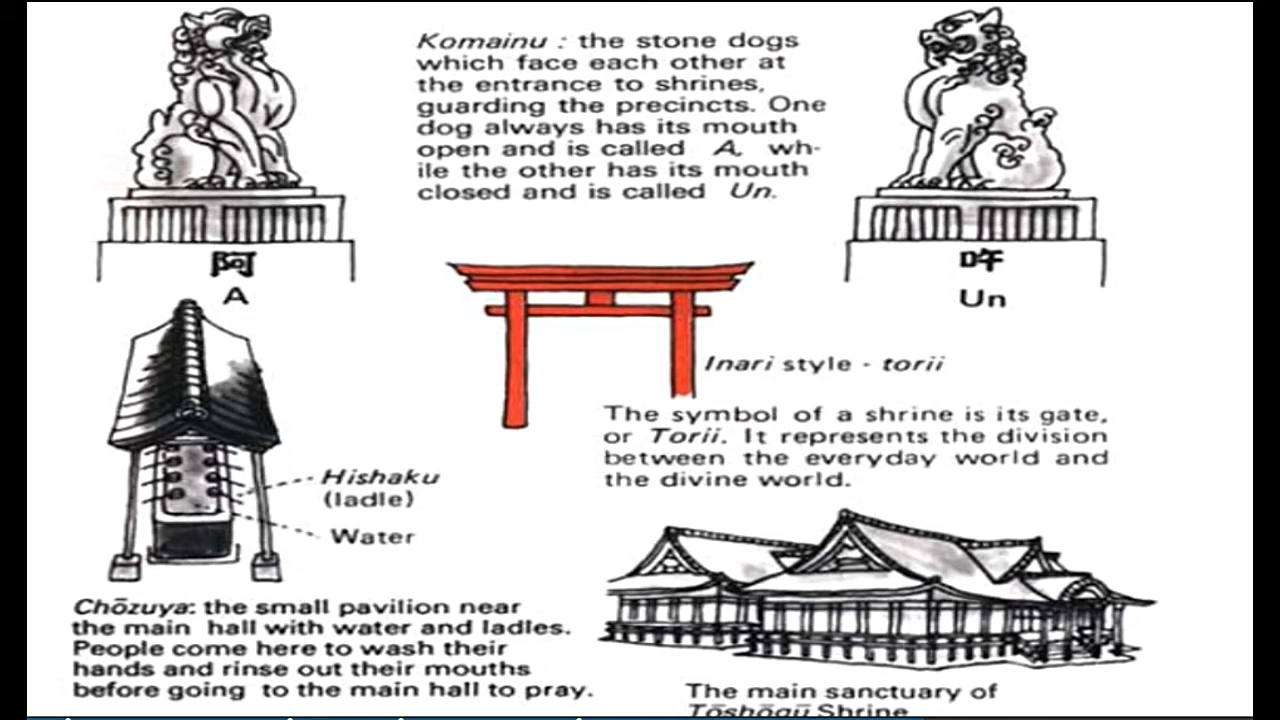 Komainu : the stone dogs
which face each other at
the entrance to shrines,
guarding the precincts. One
dog always has its mouth
open and is called A, wh-
ile the other has its mouth
closed and is called Un.
阿
A
吽
Un
Inari style - torii
The symbol of a shrine is its gate,
or Torii. It represents the division
between the everyday world and
the divine world.
Hishaku
(ladle)
Water
Chōzuya: the small pavilion near
the main hall with water and ladles.
People come here to wash their
hands and rinse out their mouths
before going to the main hall to pray.
The main sanctuary of
Tōshōgū Shrine